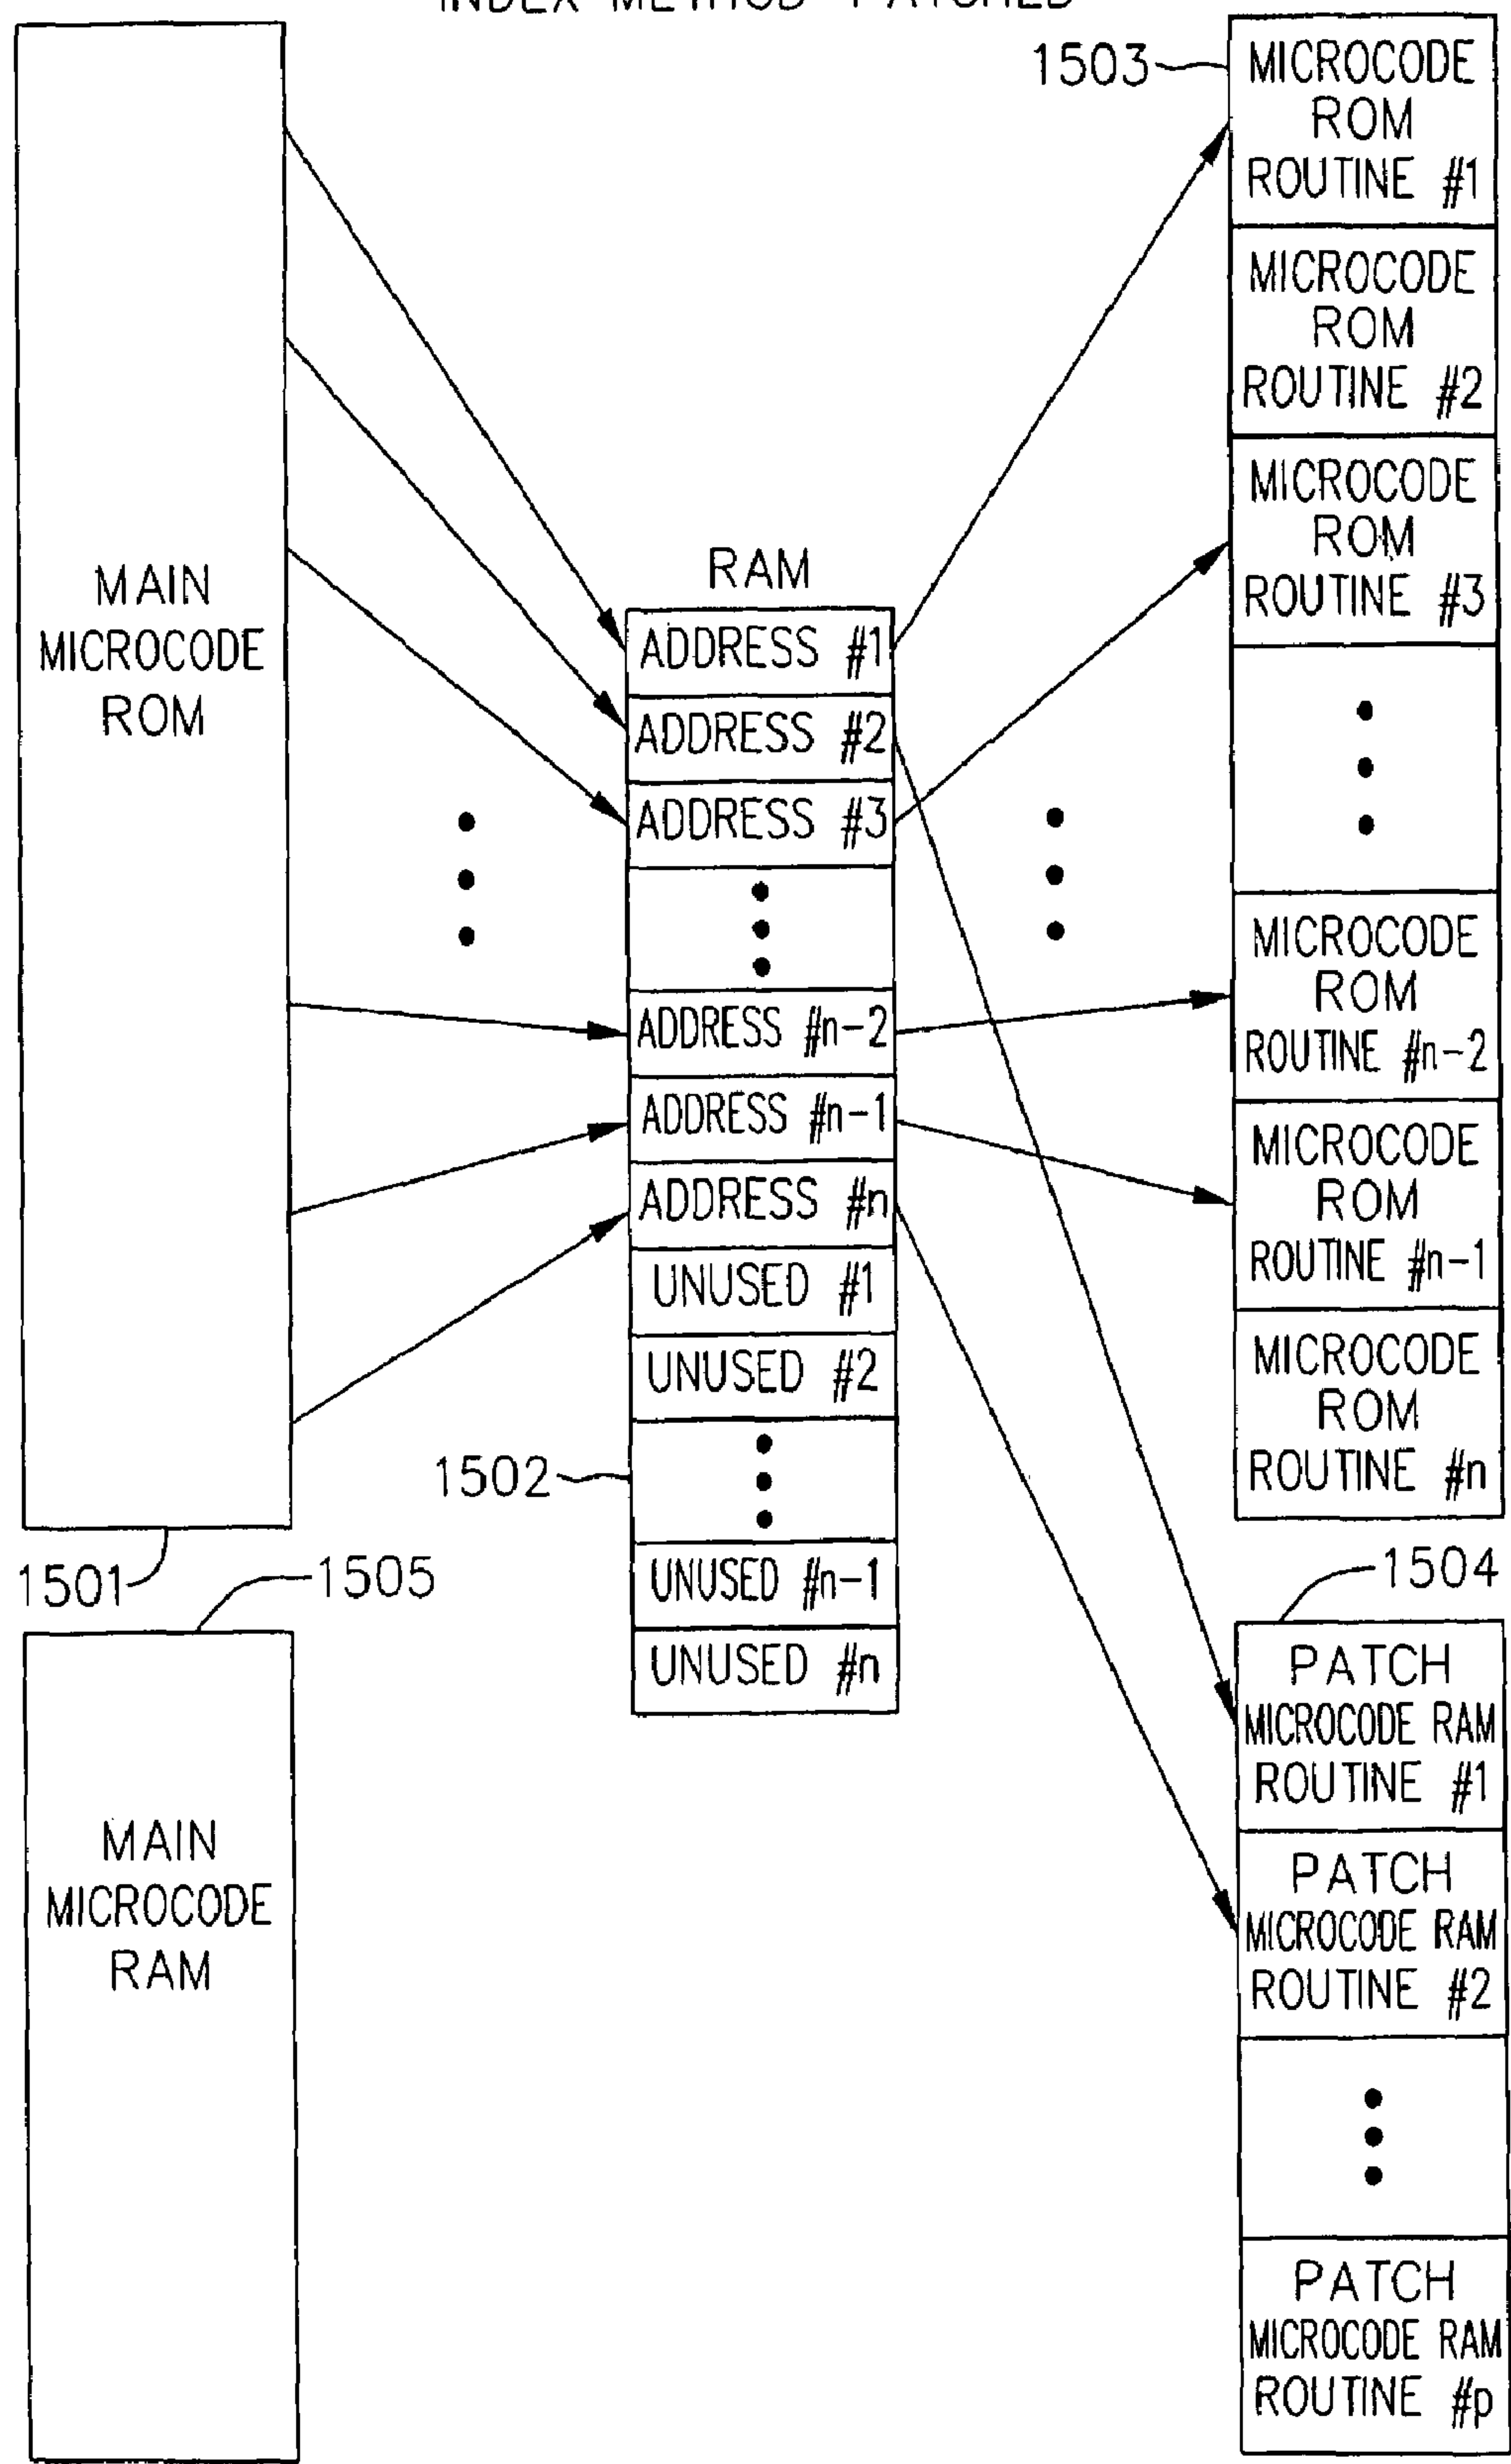 INDEX METHOD PATCHED
1503
MICROCODE
ROM
ROUTINE #1
MICROCODE
ROM
ROUTINE #2
MICROCODE
ROM
ROUTINE #3
MICROCODE
ROM
ROUTINE #n-2
MICROCODE
ROM
ROUTINE #n-1
MICROCODE
ROM
ROUTINE #n
MAIN
MICROCODE
ROM
1501
RAM
ADDRESS #1
ADDRESS #2
ADDRESS #3
ADDRESS #n-2
ADDRESS #n-1
ADDRESS #n
UNUSED #1
UNUSED #2
1502
UNUSED #n-1
UNUSED #n
1505
MAIN
MICROCODE
RAM
1504
PATCH
MICROCODE RAM
ROUTINE #1
PATCH
MICROCODE RAM
ROUTINE #2
PATCH
MICROCODE RAM
ROUTINE #p